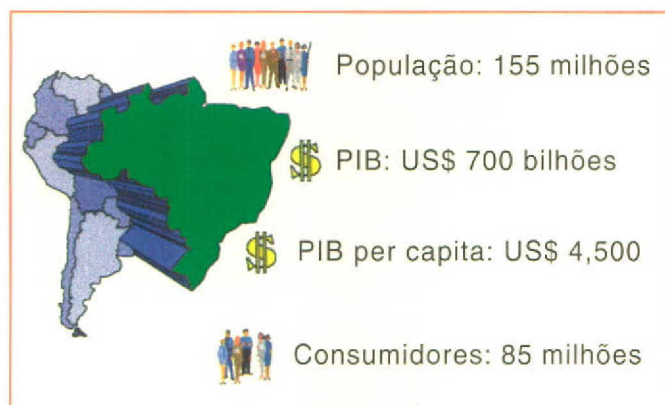 População: 155 milhões
PIB: US$ 700 bilhões
PIB per capita: US$ 4,500
Consumidores: 85 milhões